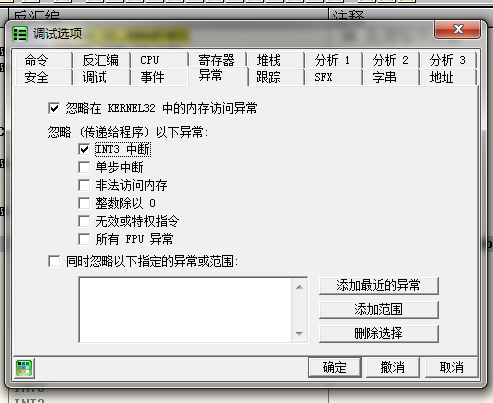 反汇编 注释
调试选项
命令 反汇编 CPU 寄存器 堆栈 分析 1 分析 2 分析 3
安全 调试 事件 异常 跟踪 SFX 字串 地址
忽略在 KERNEL32 中的内存访问异常
忽略 (传递给程序) 以下异常:
INT3 中断
单步中断
非法访问内存
整数除以 0
无效或特权指令
所有 FPU 异常
同时忽略以下指定的异常或范围:
添加最近的异常
添加范围
删除选择
确定 撤消 取消
INT3